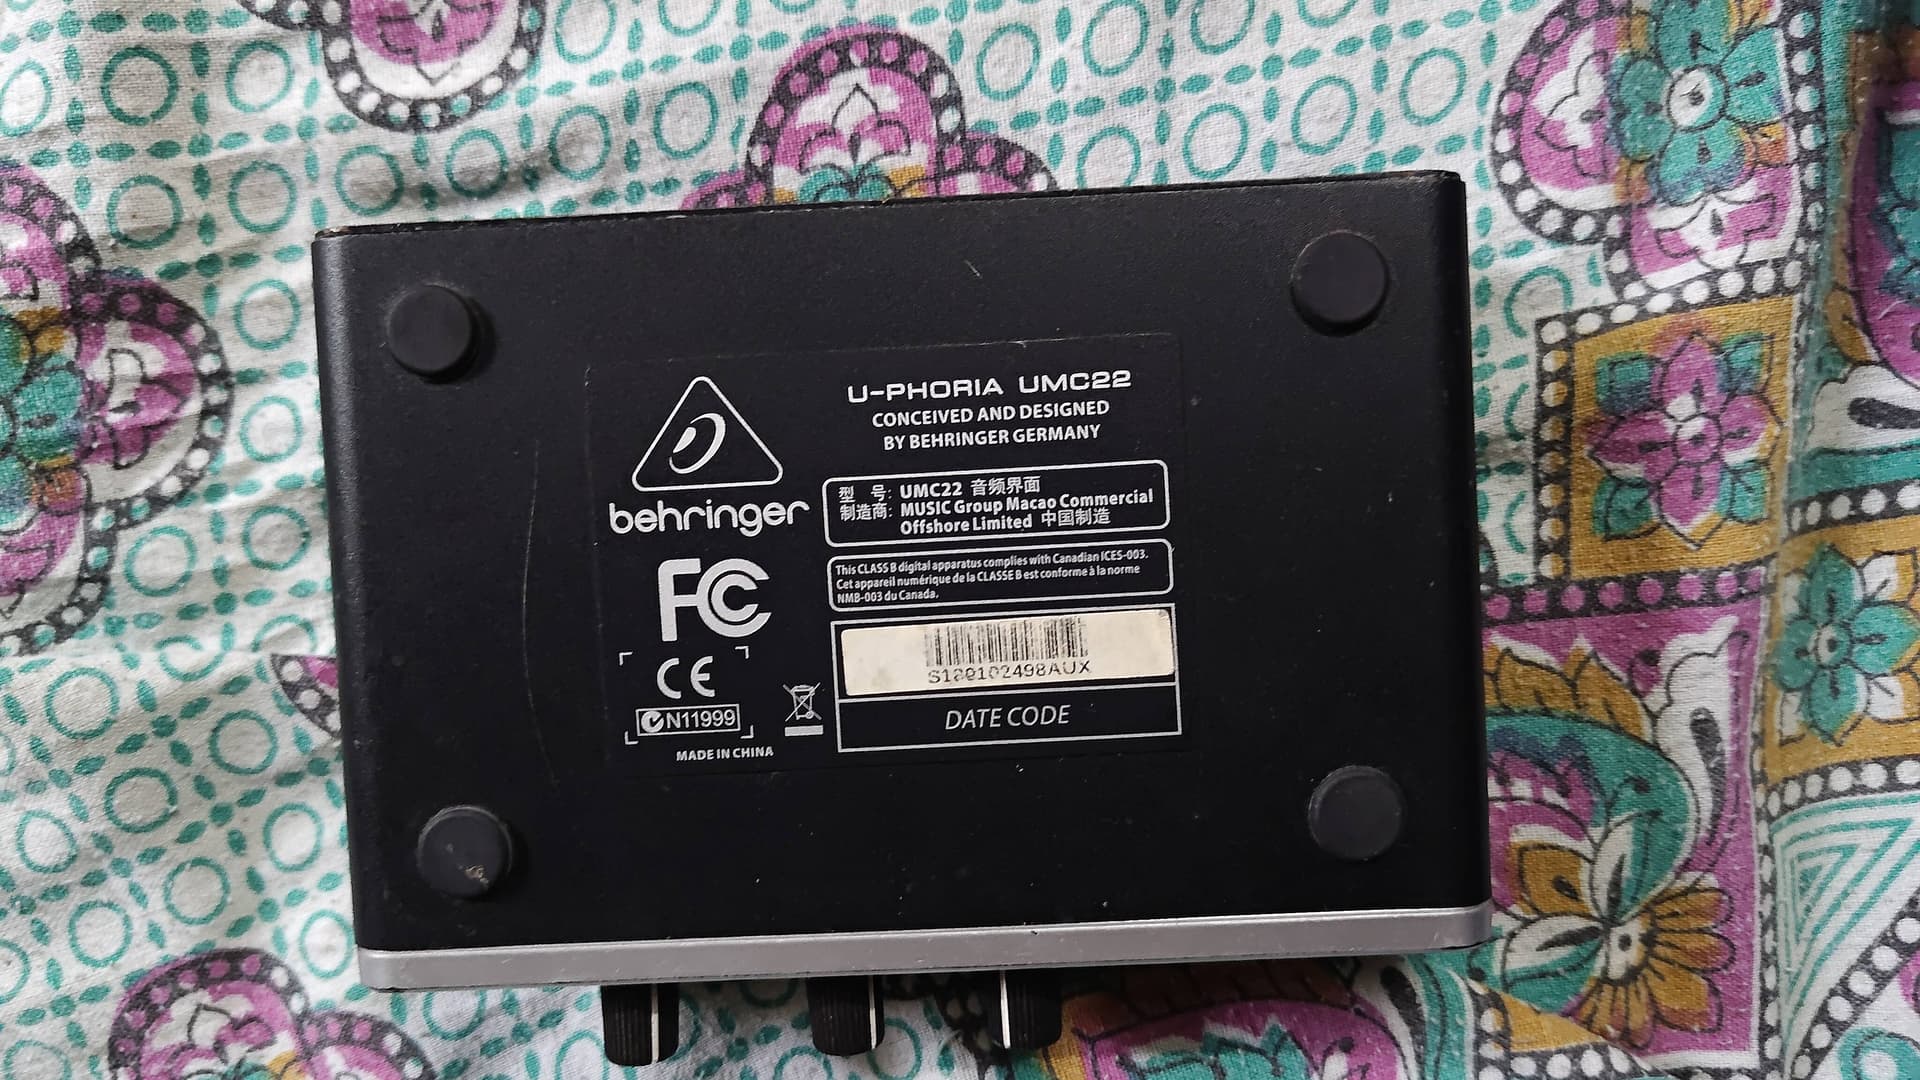 behringer
FC
CE
N11999
MADE IN CHINA
U-PHORIA UMC22
CONCEIVED AND DESIGNED
BY BEHRINGER GERMANY
型 号: UMC22 音频界面
制造商: MUSIC Group Macao Commercial
Offshore Limited 中国制造
This CLASS B digital apparatus complies with Canadian ICES-003.
Cet appareil numérique de la CLASSE B est conforme à la norme
NMB-003 du Canada.
DATE CODE